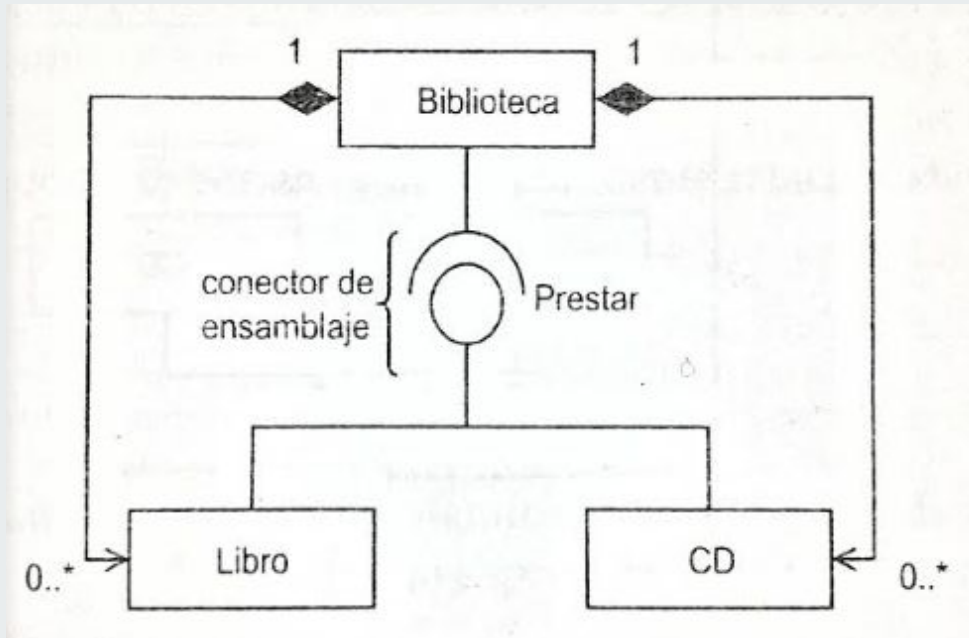 1
1
Biblioteca
conector de
ensamblaje
Prestar
Libro
CD
0..*
0..*